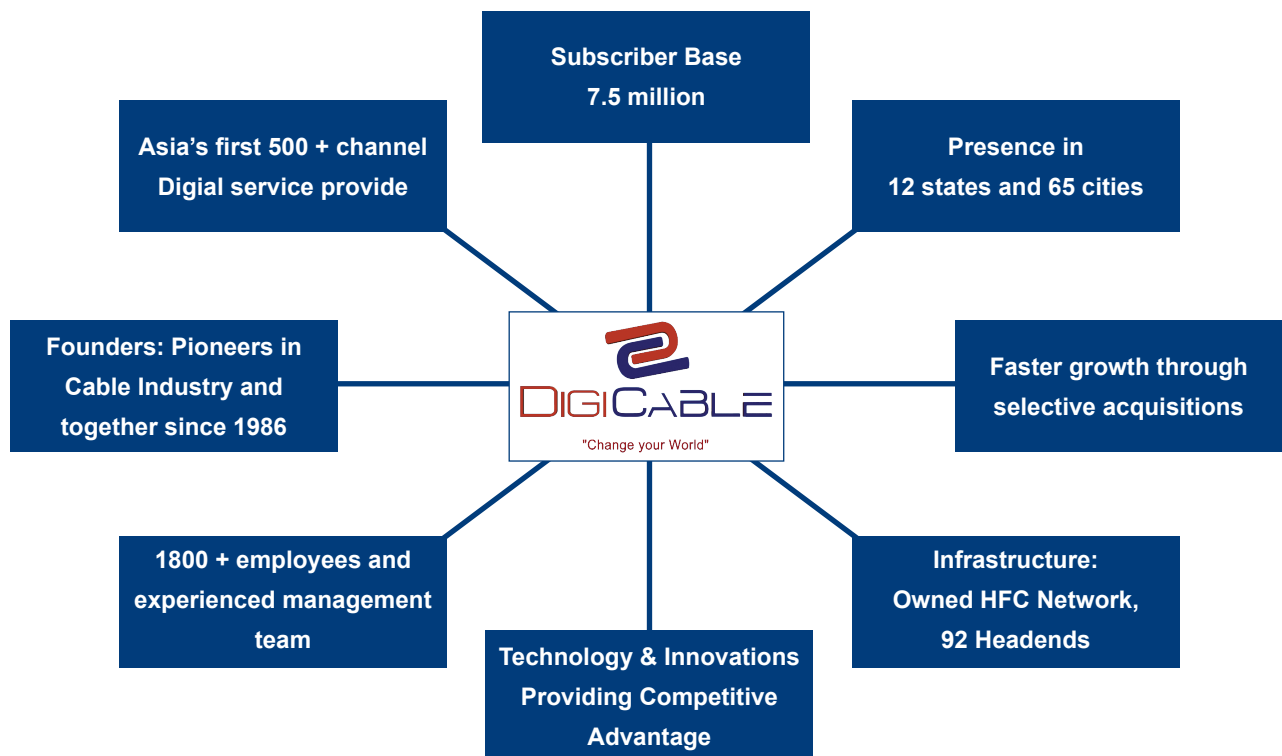 Subscriber Base
7.5 million
Asia’s first 500 + channel
Digial service provide
Presence in
12 states and 65 cities
Founders: Pioneers in
Cable Industry and
together since 1986
DIGICABLE
"Change your World"
Faster growth through
selective acquisitions
1800 + employees and
experienced management
team
Infrastructure:
Owned HFC Network,
92 Headends
Technology & Innovations
Providing Competitive
Advantage